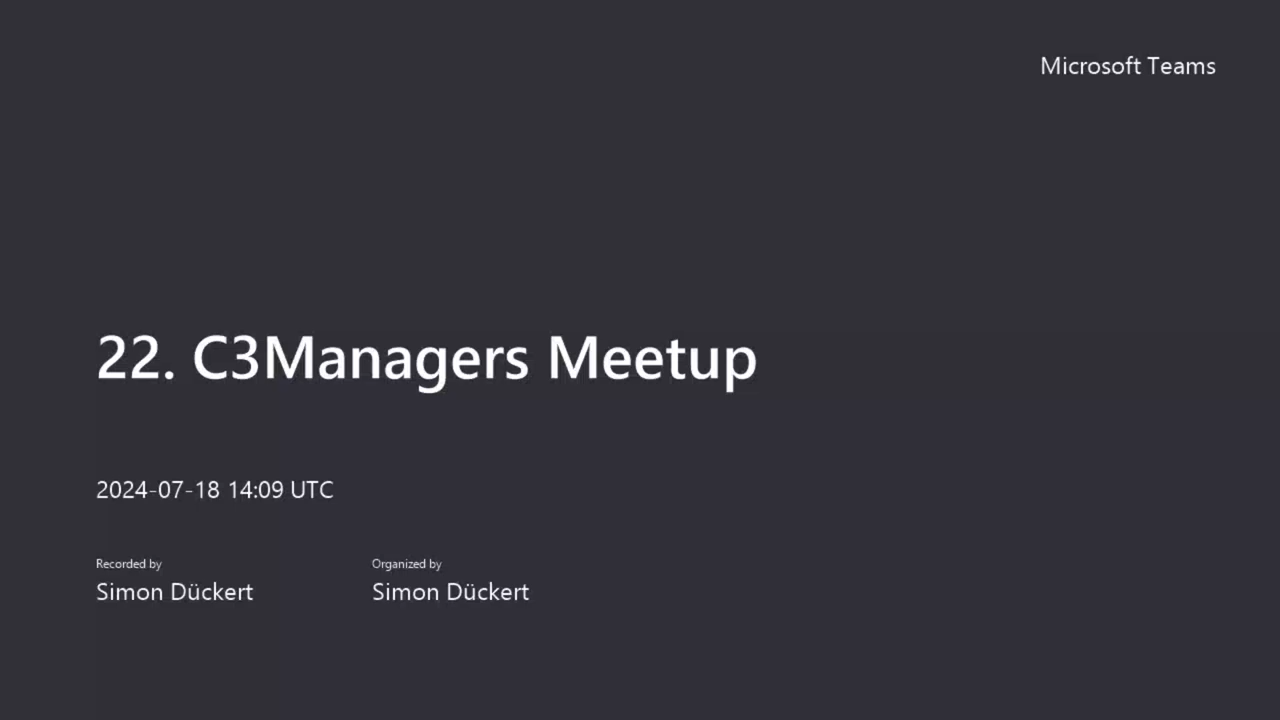 Microsoft Teams
22. C3Managers Meetup
2024-07-18 14:09 UTC
Recorded by
Simon Dückert
Organized by
Simon Dückert